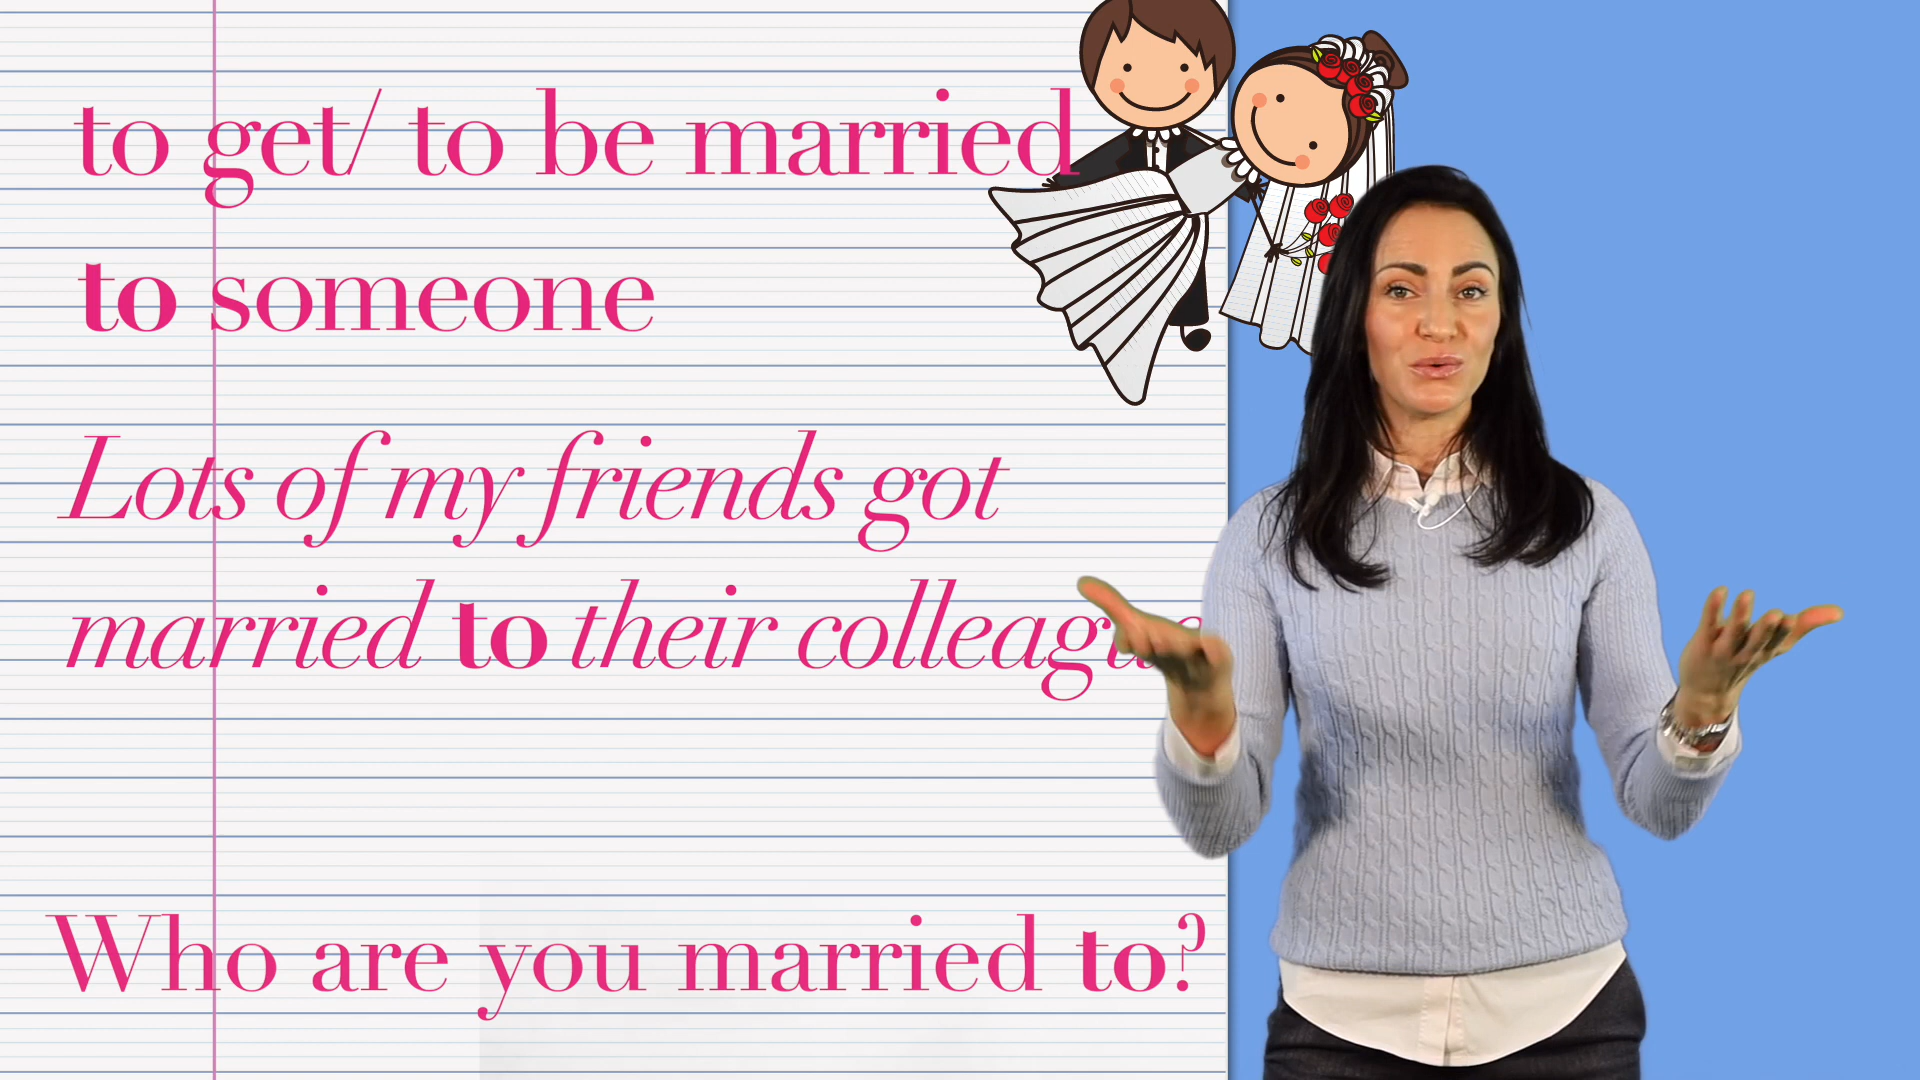 to get/ to be married
to someone
Lots of my friends got
married to their
Who are you married to?